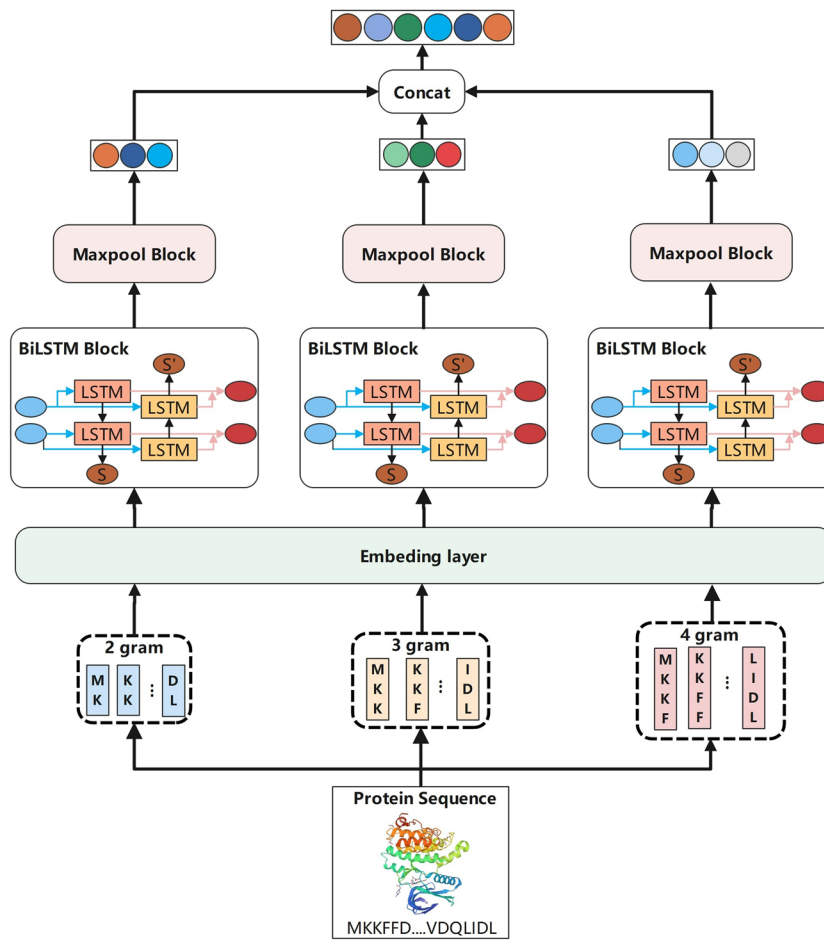 Concat
Maxpool Block
Maxpool Block
Maxpool Block
BiLSTM Block
S'
LSTM
LSTM
LSTM
LSTM
S
BiLSTM Block
S'
LSTM
LSTM
LSTM
LSTM
S
BiLSTM Block
S'
LSTM
LSTM
LSTM
LSTM
S
Embeding layer
2 gram
M K
K K
...
D L
3 gram
M K K
K K F
...
I D L
4 gram
M K K F
K K F F
...
L I D L
Protein Sequence
MKKFFD....VDQLIDL